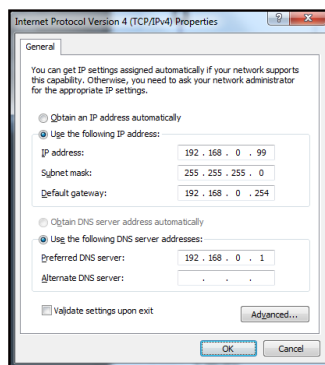 Internet Protocol Version 4 (TCP/IPv4) Properties
General
You can get IP settings assigned automatically if your network supports
this capability. Otherwise, you need to ask your network administrator
for the appropriate IP settings.
Obtain an IP address automatically
Use the following IP address:
IP address: 192 . 168 . 0 . 99
Subnet mask: 255 . 255 . 255 . 0
Default gateway: 192 . 168 . 0 . 254
Obtain DNS server address automatically
Use the following DNS server addresses:
Preferred DNS server: 192 . 168 . 0 . 1
Alternate DNS server: . . .
Validate settings upon exit
Advanced...
OK Cancel